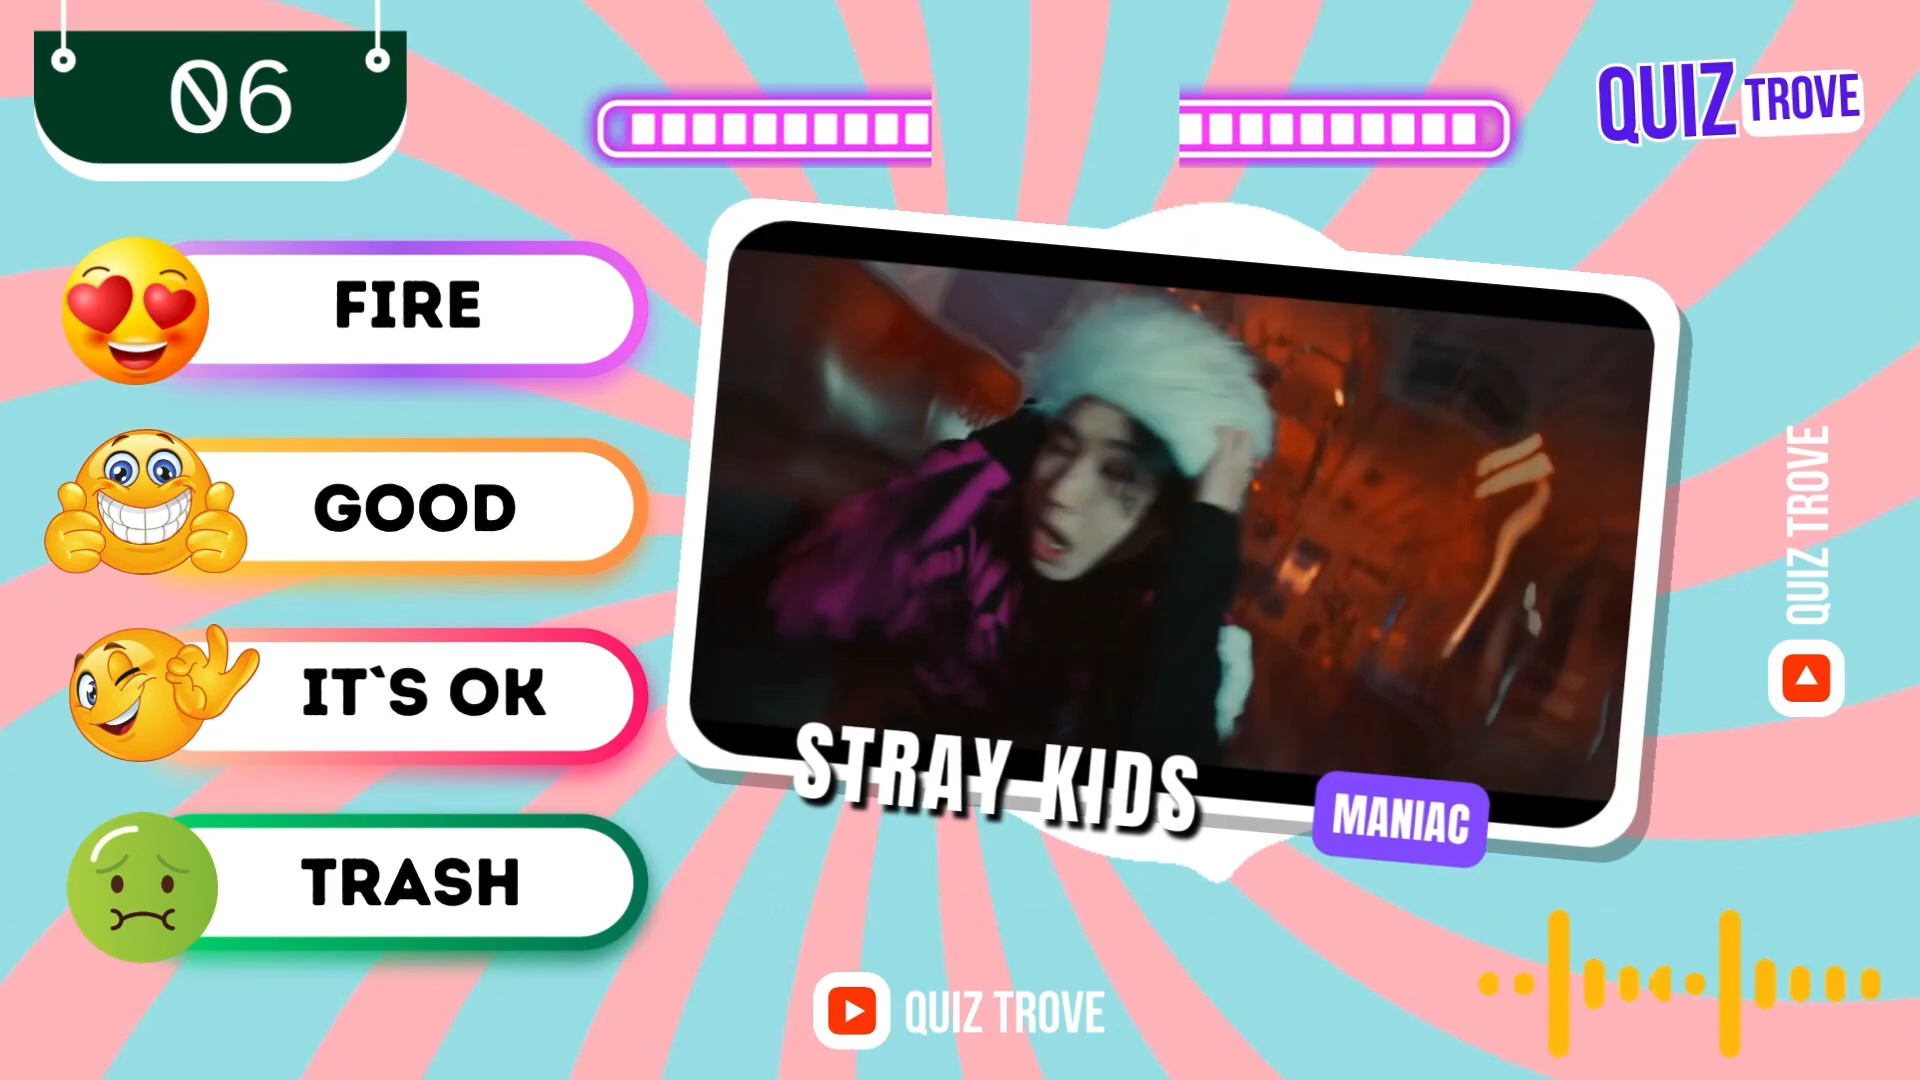 06
QUIZ TROVE
FIRE
GOOD
IT`S OK
TRASH
STRAY KIDS
MANIAC
QUIZ TROVE
QUIZ TROVE